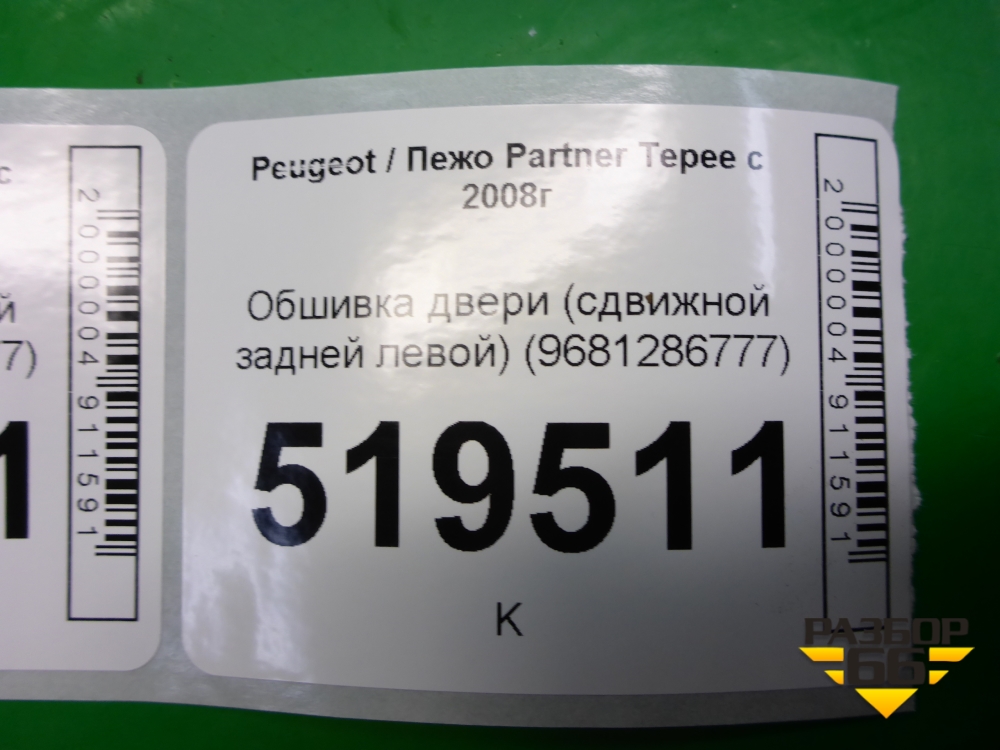 с
й
7)
1
2000004911591
Peugeot / Пежо Partner Tepee с
2008г
Обшивка двери (сдвижной
задней левой) (9681286777)
519511
К
2000004911591
РАЗБОР
66